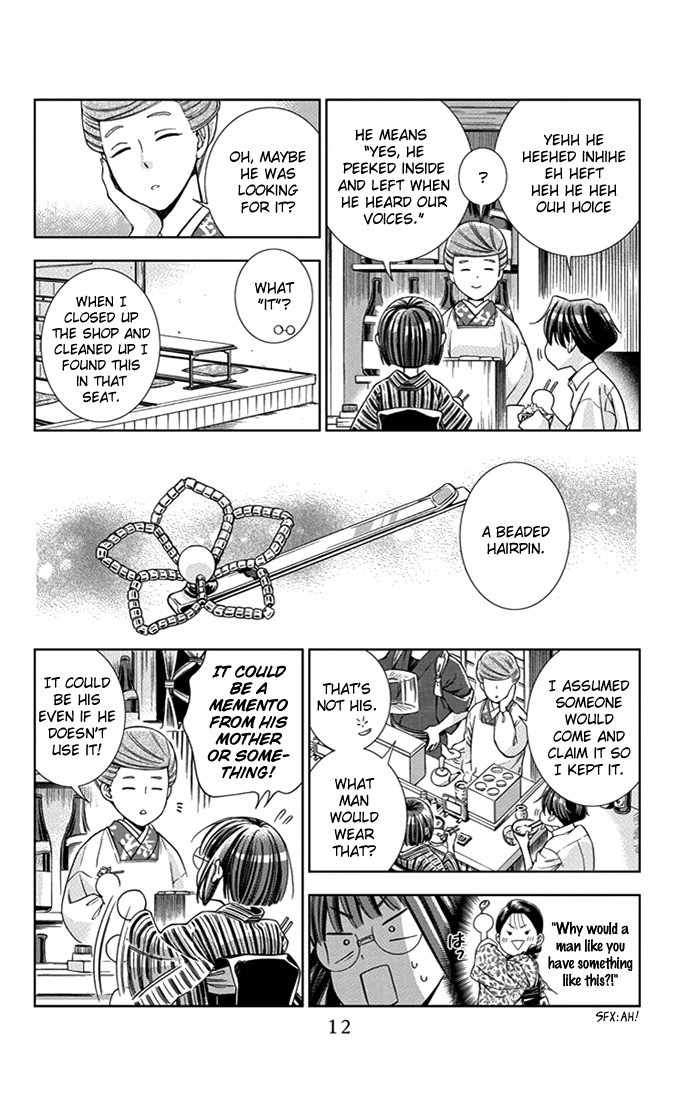 YEHH HE
HEEHED INHIHE
EH HEFT
HEH HE HEH
OUH HOICE
?
HE MEANS
"YES, HE
PEEKED INSIDE
AND LEFT WHEN
HE HEARD OUR
VOICES."
OH, MAYBE
HE WAS
LOOKING
FOR IT?
WHAT
"IT"?
WHEN I
CLOSED UP
THE SHOP AND
CLEANED UP I
FOUND THIS
IN THAT
SEAT.
A BEADED
HAIRPIN.
I ASSUMED
SOMEONE
WOULD
COME AND
CLAIM IT SO
I KEPT IT.
THAT'S
NOT HIS.
WHAT
MAN
WOULD
WEAR
THAT?
"Why would a
man like you
have something
like this?!"
はっ
SFX: AH!
IT COULD
BE A
MEMENTO
FROM HIS
MOTHER
OR SOME-
THING!
IT COULD
BE HIS
EVEN IF HE
DOESN'T
USE IT!
12